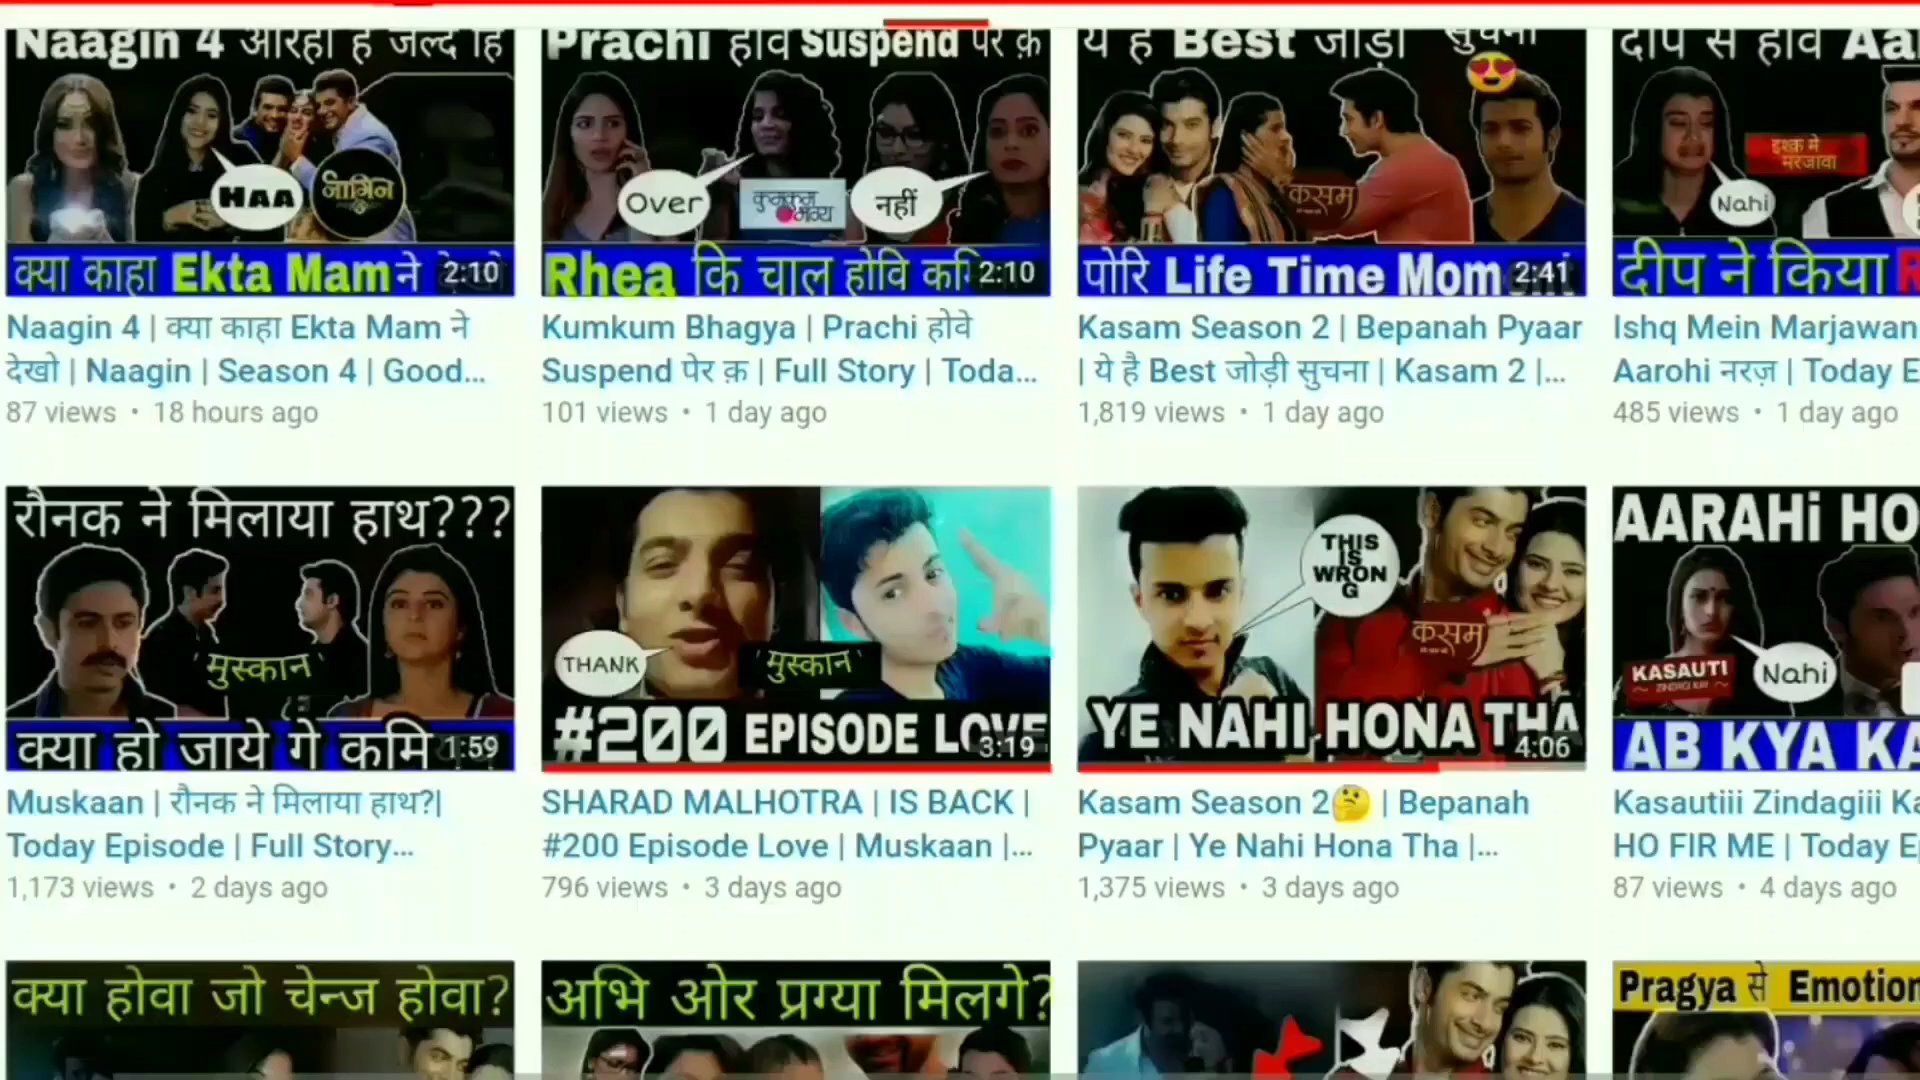 Naagin 4 आरहा है जल्द हि
HAA
नागिन
क्या काहा Ekta Mam ने
2:10
Naagin 4 | क्या काहा Ekta Mam ने
देखो | Naagin | Season 4 | Good...
87 views • 18 hours ago
Prachi होवे Suspend पेर क़
Over
कुमकुम
भाग्य
नहीं
Rhea कि चाल होवि
2:10
Kumkum Bhagya | Prachi होवे
Suspend पेर क़ | Full Story | Toda...
101 views • 1 day ago
ये है Best जोड़ी सुचना
कसम
पोरि Life Time Mom
2:41
Kasam Season 2 | Bepanah Pyaar
| ये है Best जोड़ी सुचना | Kasam 2 |...
1,819 views • 1 day ago
दीप से होवे Aa
इश्क़ में
मरजावां
Nahi
दीप ने किया R
Ishq Mein Marjawan
Aarohi नरज़ | Today E
485 views • 1 day ago
रौनक ने मिलाया हाथ???
मुस्कान
क्या हो जाये गे कमि
1:59
Muskaan | रौनक ने मिलाया हाथ?|
Today Episode | Full Story...
1,173 views • 2 days ago
THANK
मुस्कान
#200 EPISODE LOVE
3:19
SHARAD MALHOTRA | IS BACK |
#200 Episode Love | Muskaan |...
796 views • 3 days ago
THIS
IS
WRON
G
कसम
YE NAHI HONA THA
4:06
Kasam Season 2🤔 | Bepanah
Pyaar | Ye Nahi Hona Tha |...
1,375 views • 3 days ago
AARAHi HO
KASAUTI
ZINDAGII KAY
Nahi
AB KYA KA
Kasautiii Zindagiii Ka
HO FIR ME | Today E
87 views • 4 days ago
क्या होवा जो चेन्ज होवा?
अभि ओर प्रग्या मिलगे?
Pragya से Emotion